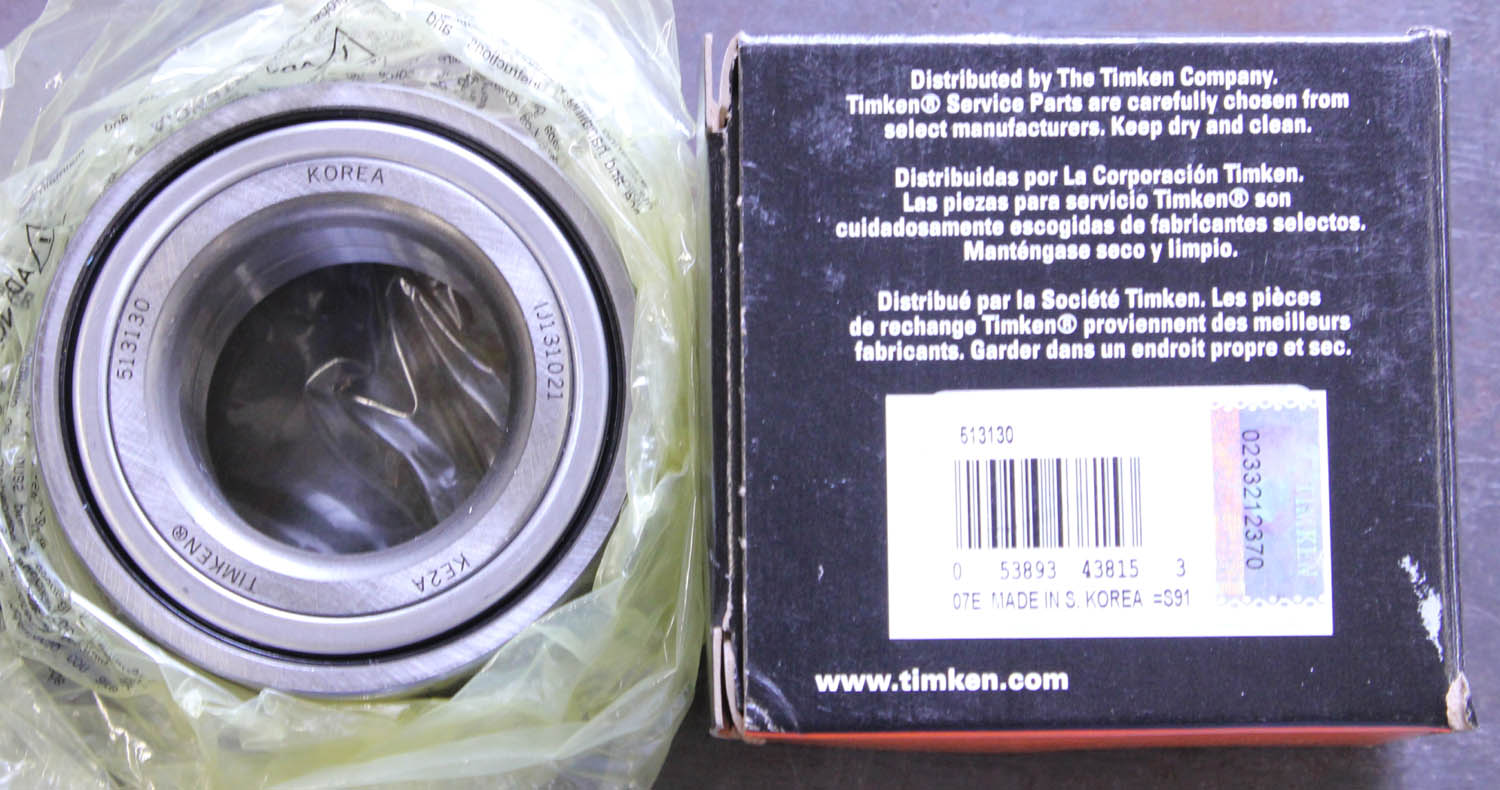 KOREA
IJ131021
KE2A
TIMKEN®
513130
Distributed by The Timken Company.
Timken® Service Parts are carefully chosen from
select manufacturers. Keep dry and clean.
Distribuidas por La Corporación Timken.
Las piezas para servicio Timken® son
cuidadosamente escogidas de fabricantes selectos.
Manténgase seco y limpio.
Distribué par la Société Timken. Les pièces
de rechange Timken® proviennent des meilleurs
fabricants. Garder dans un endroit propre et sec.
513130
0 53893 43815 3
07E MADE IN S. KOREA =S91
0233212370
TIMKEN
www.timken.com